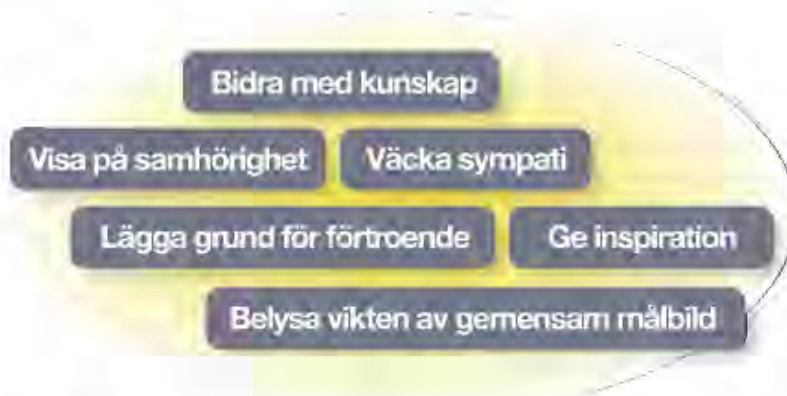 Bidra med kunskap
Visa på samhörighet
Väcka sympati
Lägga grund för förtroende
Ge inspiration
Belysa vikten av gemensam målbild